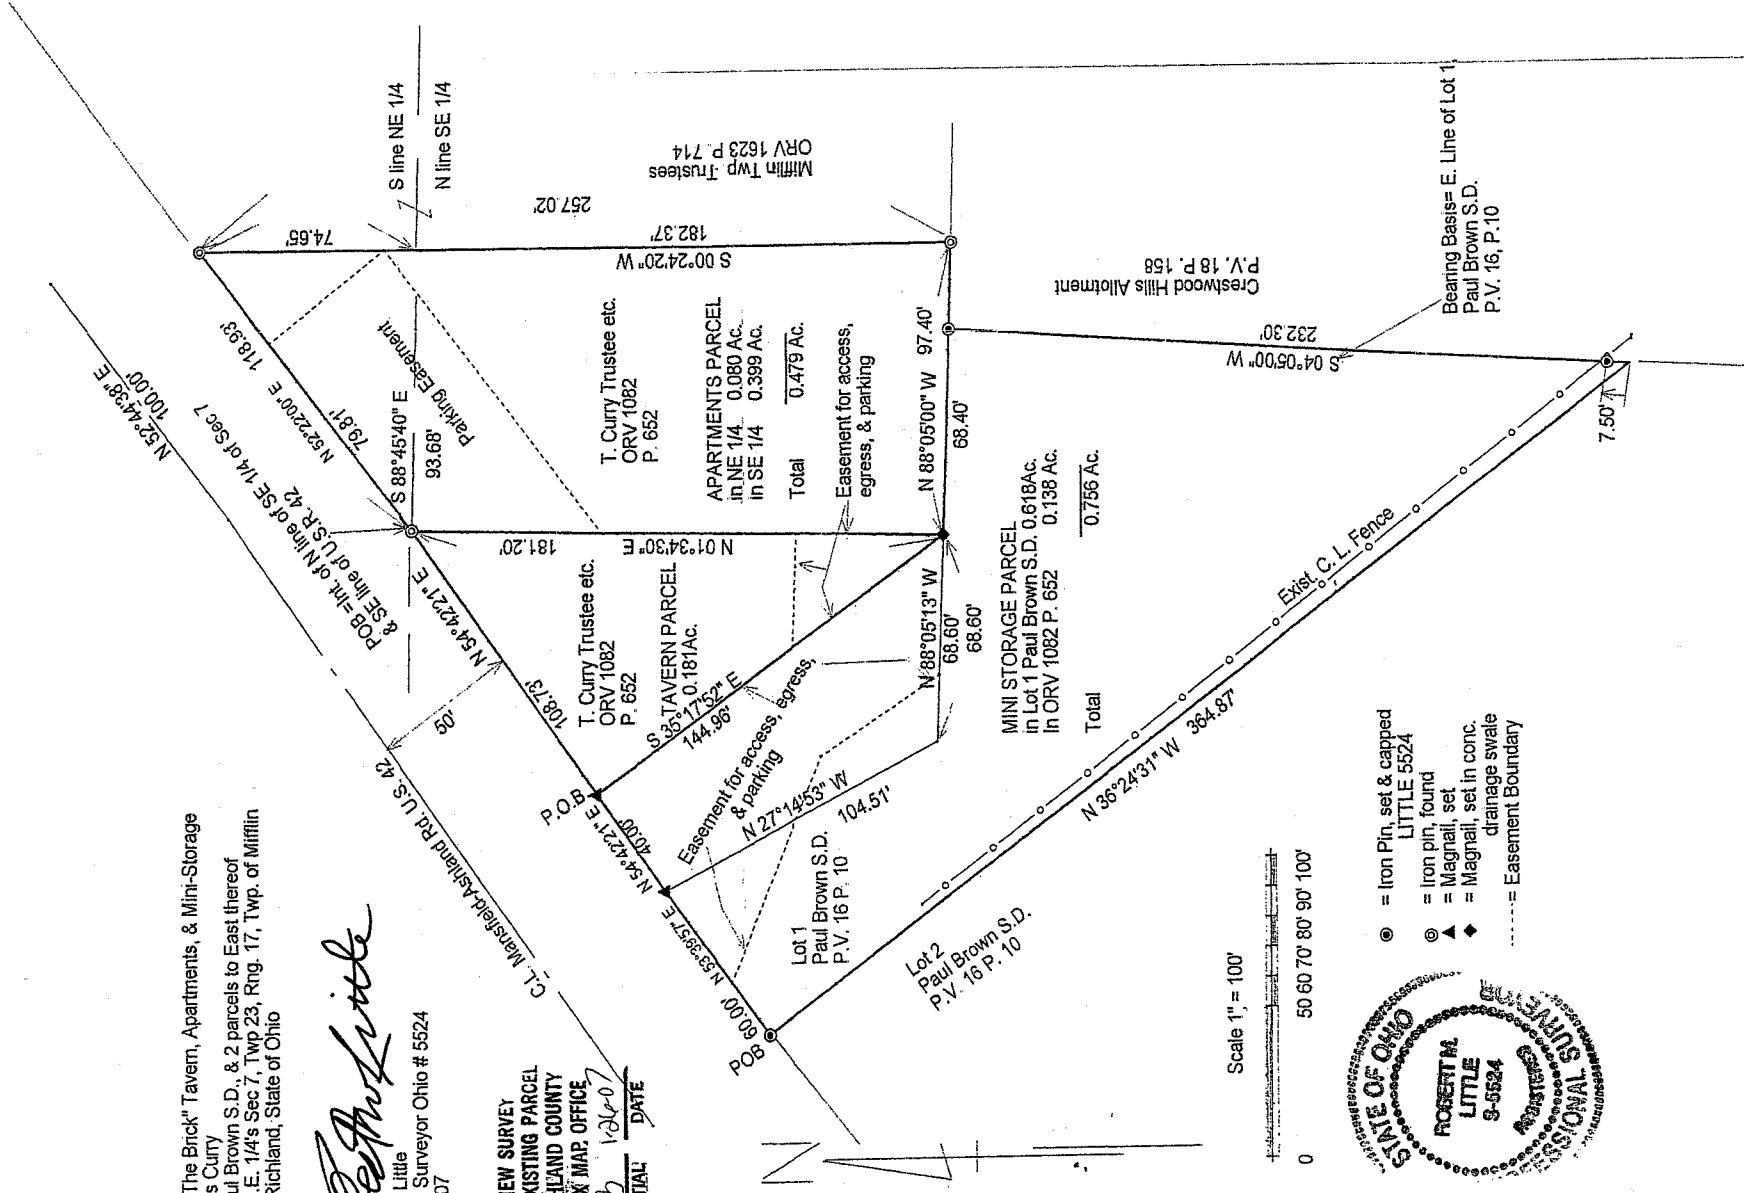 The Brick" Tavern, Apartments, & Mini-Storage
s Curry
ul Brown S.D., & 2 parcels to East thereof
.E. 1/4's Sec 7, Twp 23, Rng. 17, Twp. of Mifflin
Richland, State of Ohio
Little
Surveyor Ohio # 5524
07
EW SURVEY
XISTING PARCEL
HLAND COUNTY
X MAP OFFICE
1-26-07
TIAL DATE
N 52°44'38" E
100.00'
POB =Int. of N line of SE 1/4 of Sec 7
& SE line of U.S.R. 42
C.L. Mansfield-Ashland Rd. U.S. 42
50'
S line NE 1/4
N line SE 1/4
Mifflin Twp. Trustees
ORV 1623 P. 714
257.02'
74.65'
182.37'
S 00°24'20" W
118.93'
N 52°22'00" E
79.81'
Parking Easement
S 88°45'40" E
93.68'
N 54°42'21" E
108.73'
181.20'
N 01°34'30" E
T. Curry Trustee etc.
ORV 1082
P. 652
APARTMENTS PARCEL
in NE 1/4 0.080 Ac.
in SE 1/4 0.399 Ac.
Total 0.479 Ac.
Easement for access,
egress, & parking
T. Curry Trustee etc.
ORV 1082
P. 652
TAVERN PARCEL
0.181Ac.
S 35°17'52" E
144.96'
P.O.B
N 54°42'21" E
40.00'
Easement for access, egress,
& parking
N 88°05'00" W 97.40'
68.40'
N 88°05'13" W
68.60'
68.60'
Crestwood Hills Allotment
P.V. 18 P. 158
232.30'
S 04°05'00" W
Bearing Basis= E. Line of Lot 1,
Paul Brown S.D.
P.V. 16, P.10
MINI STORAGE PARCEL
in Lot 1 Paul Brown S.D. 0.618Ac.
In ORV 1082 P. 652 0.138 Ac.
Total 0.756 Ac.
N 27°14'53" W
104.51'
N 53°39'57" E
60.00'
POB
Lot 1
Paul Brown S.D.
P.V. 16 P. 10
Lot 2
Paul Brown S.D.
P.V. 16 P. 10
N 36°24'31" W 364.87'
Exist. C. L. Fence
7.50'
N
Scale 1" = 100'
0 50 60 70' 80' 90' 100'
= Iron Pin, set & capped
LITTLE 5524
= Iron pin, found
= Magnail, set
= Magnail, set in conc.
drainage swale
= Easement Boundary
STATE OF OHIO
ROBERT M.
LITTLE
S-5524
REGISTERED
ESSIONAL SURVEYOR